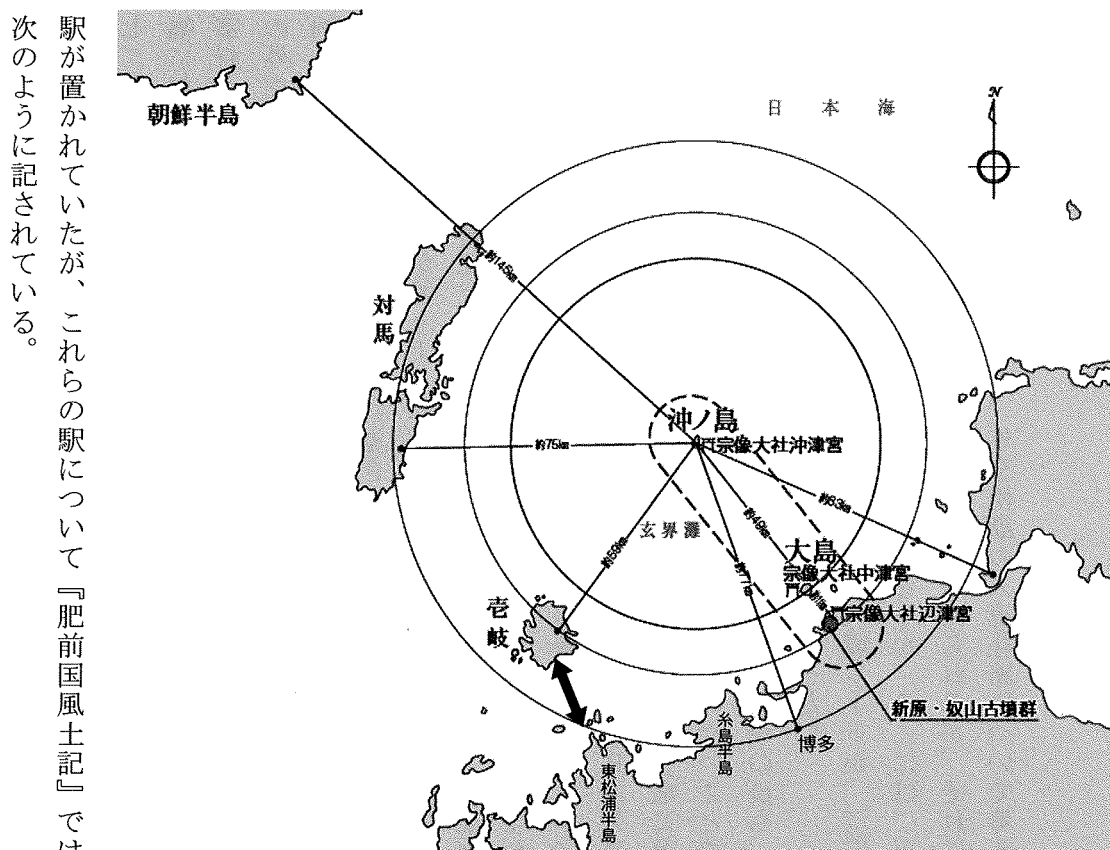 駅が置かれていたが、これらの駅について『肥前国風土記』では
次のように記されている。
朝鮮半島
日本海
N
対馬
約145㎞
沖ノ島
宗像大社沖津宮
約75㎞
約63㎞
約49㎞
玄界灘
約59㎞
約77㎞
大島
宗像大社中津宮
宗像大社辺津宮
壱岐
新原・奴山古墳群
糸島半島
博多
東松浦半島